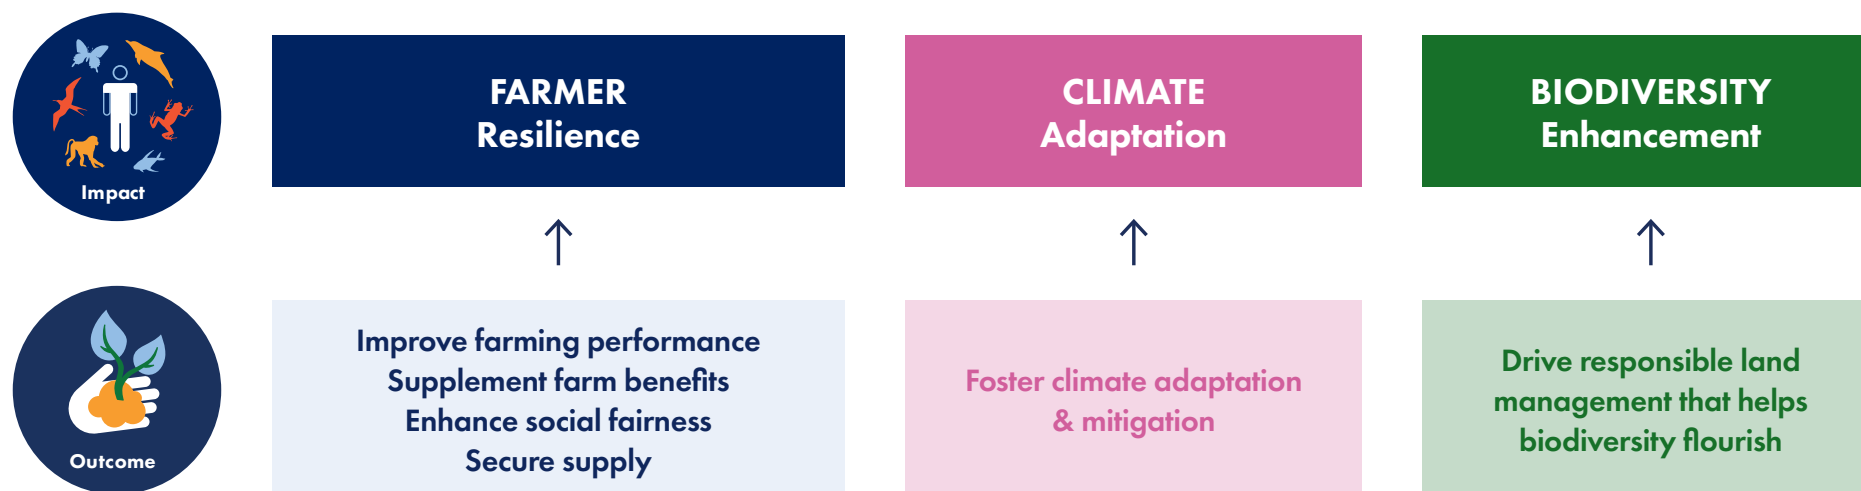 Impact
FARMER
Resilience
CLIMATE
Adaptation
BIODIVERSITY
Enhancement
Outcome
Improve farming performance
Supplement farm benefits
Enhance social fairness
Secure supply
Foster climate adaptation
& mitigation
Drive responsible land
management that helps
biodiversity flourish